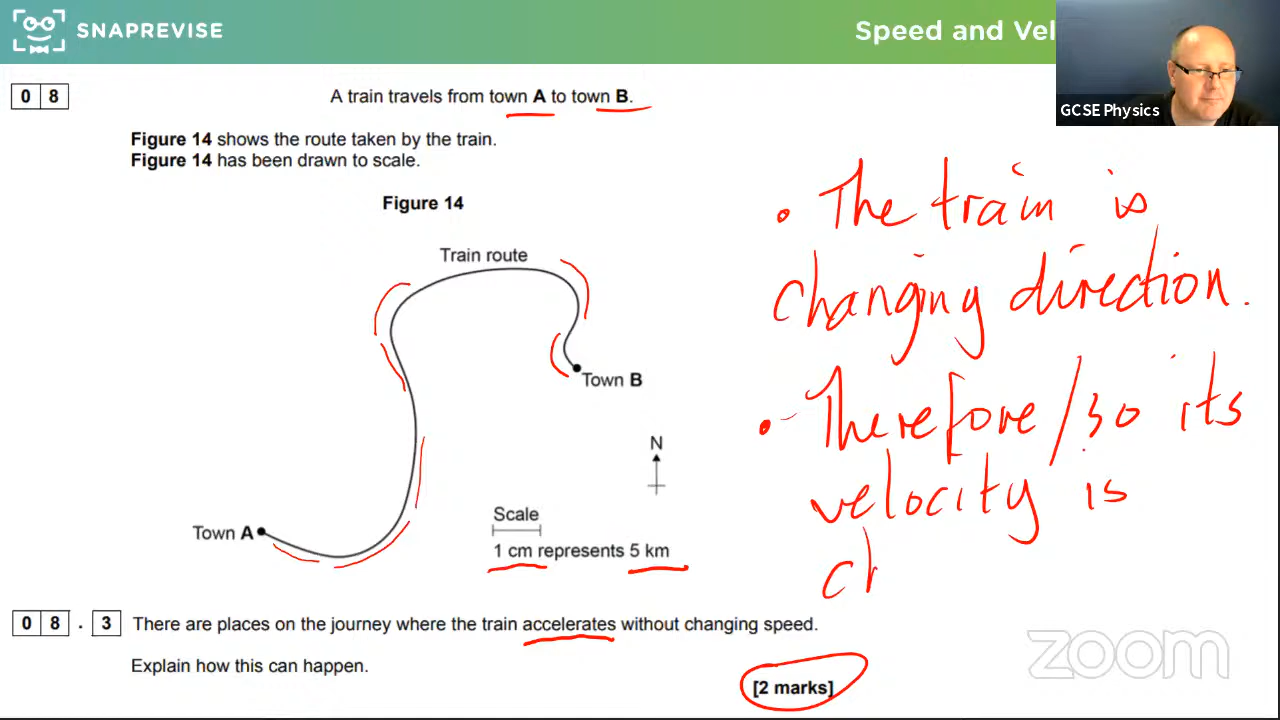 SNAPREVISE
Speed and Vel
GCSE Physics
0 8
A train travels from town A to town B.
Figure 14 shows the route taken by the train.
Figure 14 has been drawn to scale.
Figure 14
Train route
Town B
N
Scale
1 cm represents 5 km
Town A
0 8 . 3 There are places on the journey where the train accelerates without changing speed.
Explain how this can happen.
[2 marks]
• The train is
changing direction.
• Therefore/so its
velocity is
ch
zoom